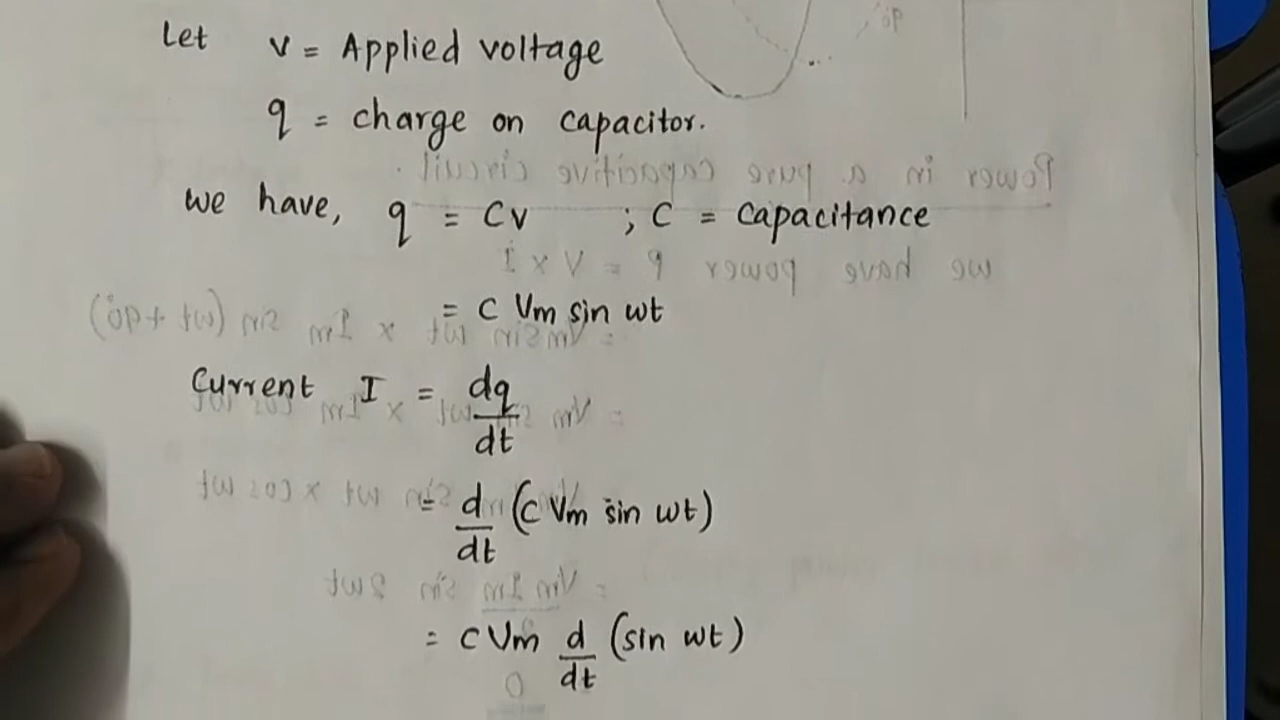 Let v = Applied voltage
q = charge on capacitor.
we have, q = Cv ; C = capacitance
= C Vm sin wt
Current I = dq/dt
= d/dt (C Vm sin wt)
= C Vm d/dt (sin wt)